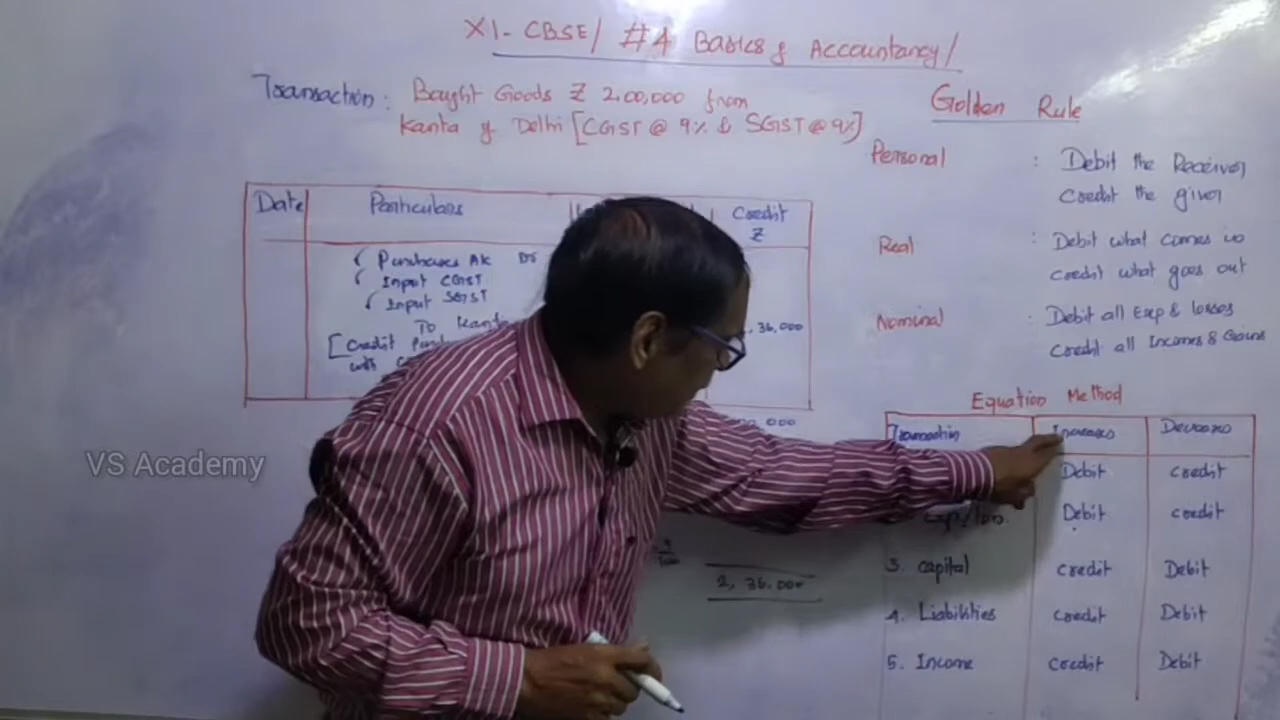 XI - CBSE / #4 Basics of Accountancy /
Transaction : Bought Goods ₹ 2,00,000 from
Kanta of Delhi [CGST @ 9% & SGST @ 9%]
Golden Rule
Personal : Debit the Receiver
Credit the giver
Real : Debit what comes in
Credit what goes out
Nominal : Debit all Exp & losses
Credit all Incomes & Gains
Date Particulars Credit
₹
Purchases A/c Dr
Input CGST
Input SGST
To Kanta
36,000
[Credit
with
000
100
2,36,000
Equation Method
Transaction Increases Decreases
Debit Credit
Exp/loss. Debit Credit
3. Capital Credit Debit
4. Liabilities Credit Debit
5. Income Credit Debit
VS Academy